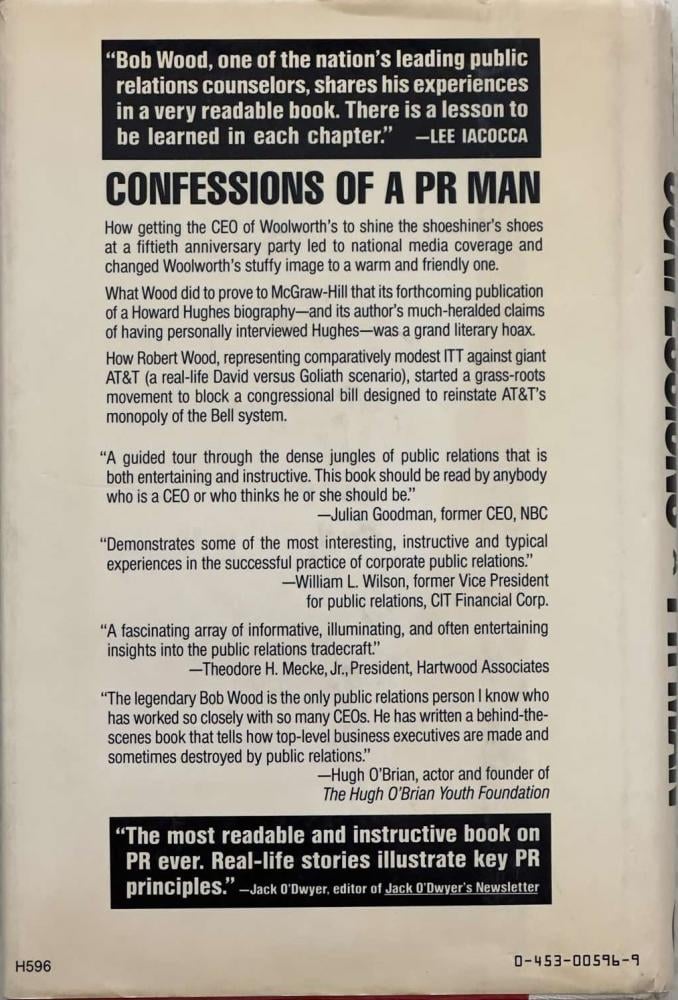 “Bob Wood, one of the nation’s leading public
relations counselors, shares his experiences
in a very readable book. There is a lesson to
be learned in each chapter.” —LEE IACOCCA
CONFESSIONS OF A PR MAN
How getting the CEO of Woolworth’s to shine the shoeshiner’s shoes
at a fiftieth anniversary party led to national media coverage and
changed Woolworth’s stuffy image to a warm and friendly one.
What Wood did to prove to McGraw-Hill that its forthcoming publication
of a Howard Hughes biography—and its author’s much-heralded claims
of having personally interviewed Hughes—was a grand literary hoax.
How Robert Wood, representing comparatively modest ITT against giant
AT&T (a real-life David versus Goliath scenario), started a grass-roots
movement to block a congressional bill designed to reinstate AT&T’s
monopoly of the Bell system.
“A guided tour through the dense jungles of public relations that is
both entertaining and instructive. This book should be read by anybody
who is a CEO or who thinks he or she should be.”
—Julian Goodman, former CEO, NBC
“Demonstrates some of the most interesting, instructive and typical
experiences in the successful practice of corporate public relations.”
—William L. Wilson, former Vice President
for public relations, CIT Financial Corp.
“A fascinating array of informative, illuminating, and often entertaining
insights into the public relations tradecraft.”
—Theodore H. Mecke, Jr., President, Hartwood Associates
“The legendary Bob Wood is the only public relations person I know who
has worked so closely with so many CEOs. He has written a behind-the-
scenes book that tells how top-level business executives are made and
sometimes destroyed by public relations.”
—Hugh O’Brian, actor and founder of
The Hugh O’Brian Youth Foundation
“The most readable and instructive book on
PR ever. Real-life stories illustrate key PR
principles.” —Jack O’Dwyer, editor of Jack O’Dwyer’s Newsletter
H596
0-453-00596-9